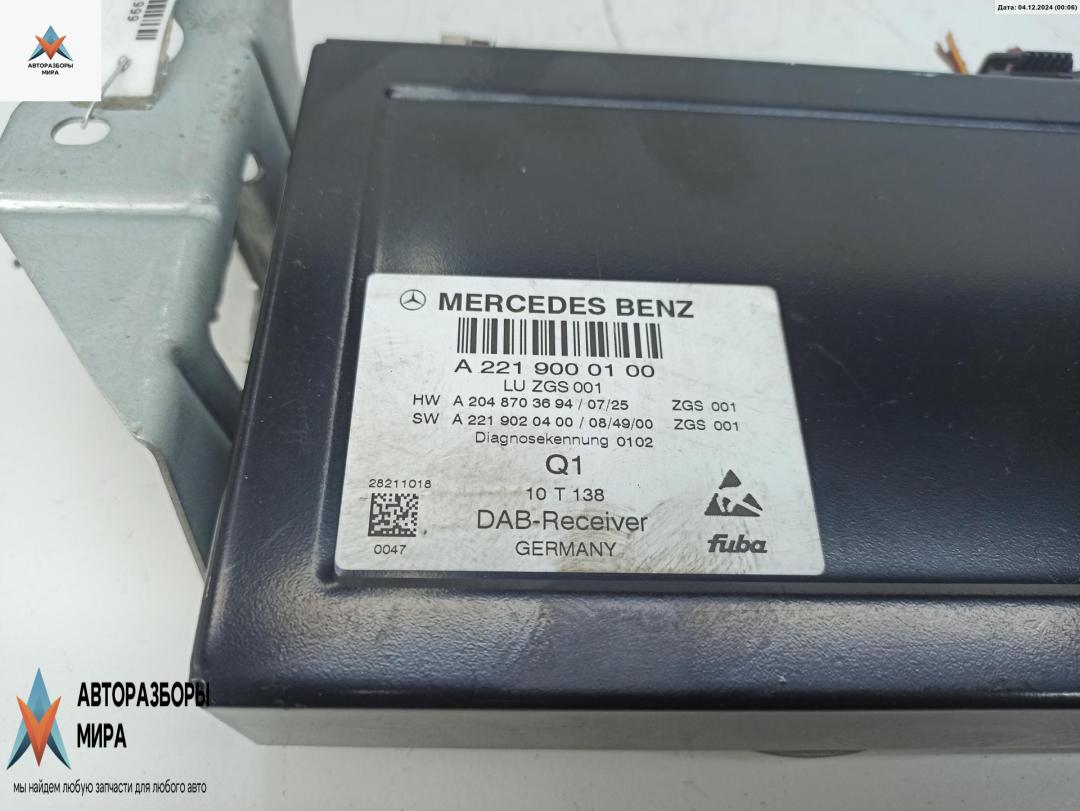 Дата: 04.12.2024 (00:06)
666
АВТОРАЗБОРЫ
МИРА
MERCEDES BENZ
A 221 900 01 00
LU ZGS 001
HW A 204 870 36 94 / 07/25 ZGS 001
SW A 221 902 04 00 / 08/49/00 ZGS 001
Diagnosekennung 0102
Q1
28211018
10 T 138
DAB-Receiver
0047
GERMANY
fuba
АВТОРАЗБОРЫ
МИРА
мы найдем любую запчасти для любого авто